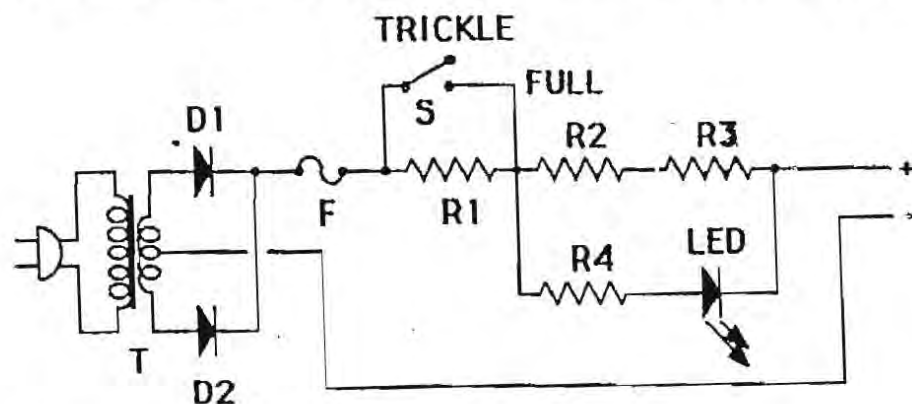 TRICKLE
FULL
S
D1
R2
R3
F
R1
+
R4
LED
-
T
D2